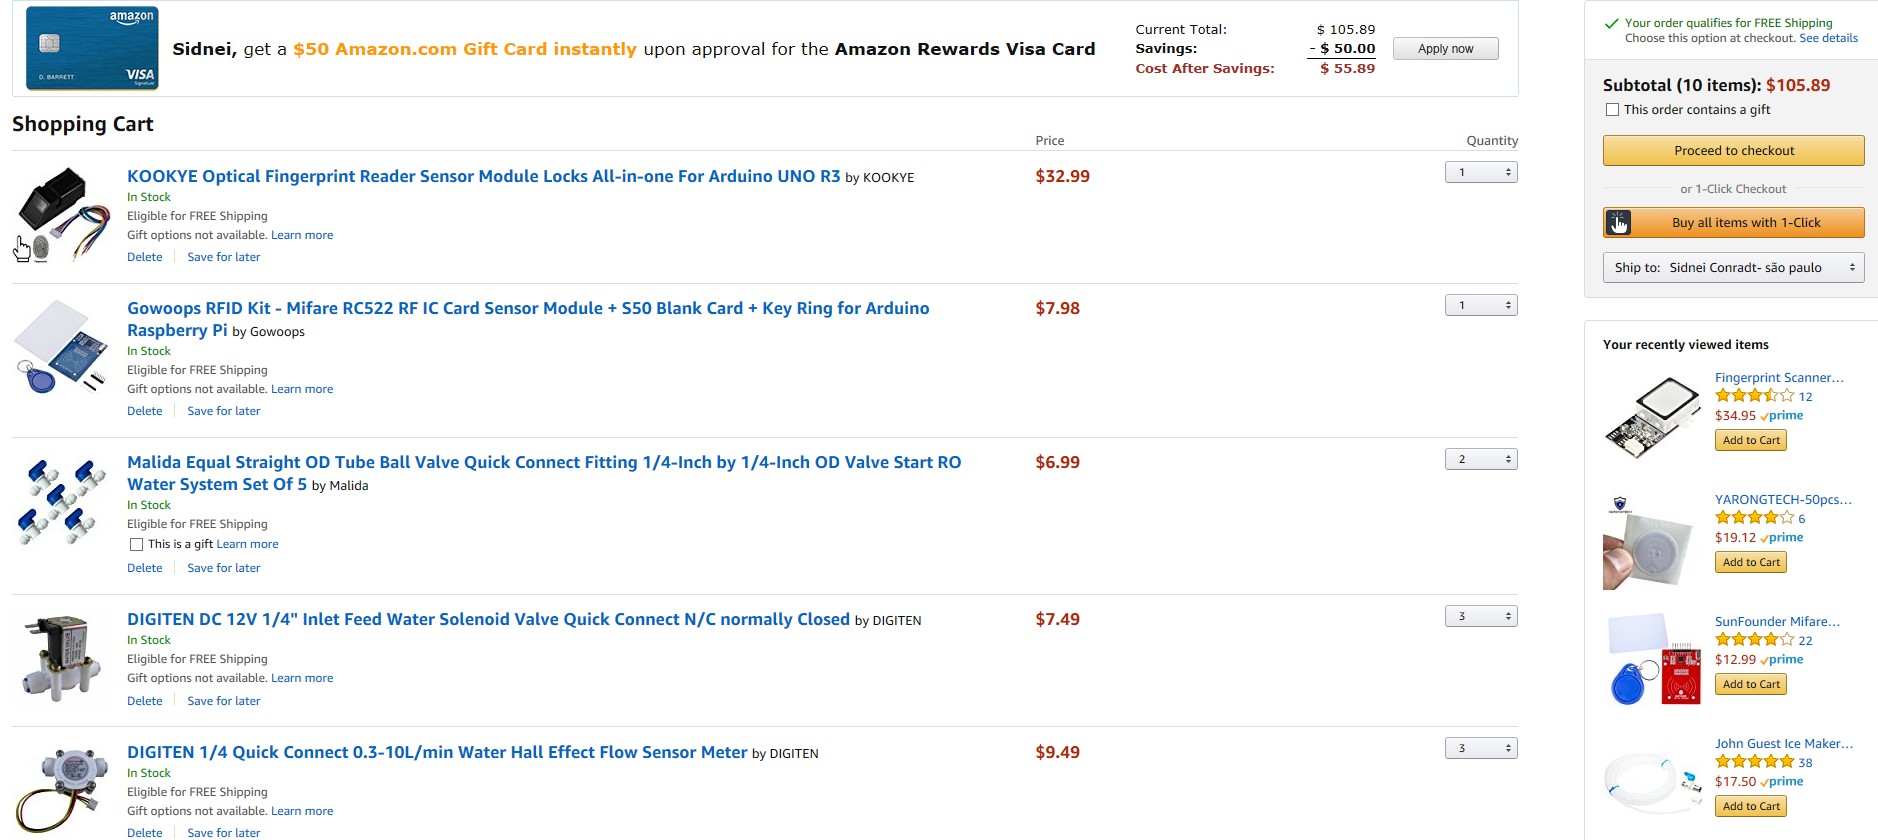 amazon
D. BARRETT
VISA
Signature
Sidnei, get a $50 Amazon.com Gift Card instantly upon approval for the Amazon Rewards Visa Card
Current Total: $ 105.89
Savings: - $ 50.00
Cost After Savings: $ 55.89
Apply now
Shopping Cart
Price Quantity
KOOKYE Optical Fingerprint Reader Sensor Module Locks All-in-one For Arduino UNO R3 by KOOKYE $32.99 1
In Stock
Eligible for FREE Shipping
Gift options not available. Learn more
Delete Save for later
Gowoops RFID Kit - Mifare RC522 RF IC Card Sensor Module + S50 Blank Card + Key Ring for Arduino $7.98 1
Raspberry Pi by Gowoops
In Stock
Eligible for FREE Shipping
Gift options not available. Learn more
Delete Save for later
Malida Equal Straight OD Tube Ball Valve Quick Connect Fitting 1/4-Inch by 1/4-Inch OD Valve Start RO $6.99 2
Water System Set Of 5 by Malida
In Stock
Eligible for FREE Shipping
This is a gift Learn more
Delete Save for later
DIGITEN DC 12V 1/4" Inlet Feed Water Solenoid Valve Quick Connect N/C normally Closed by DIGITEN $7.49 3
In Stock
Eligible for FREE Shipping
Gift options not available. Learn more
Delete Save for later
DIGITEN 1/4 Quick Connect 0.3-10L/min Water Hall Effect Flow Sensor Meter by DIGITEN $9.49 3
In Stock
Eligible for FREE Shipping
Gift options not available. Learn more
Delete Save for later
Your order qualifies for FREE Shipping
Choose this option at checkout. See details
Subtotal (10 items): $105.89
This order contains a gift
Proceed to checkout
or 1-Click Checkout
Buy all items with 1-Click
Ship to: Sidnei Conradt- são paulo
Your recently viewed items
Fingerprint Scanner…
12
$34.95 prime
Add to Cart
YARONGTECH-50pcs…
6
$19.12 prime
Add to Cart
SunFounder Mifare…
22
$12.99 prime
Add to Cart
John Guest Ice Maker…
38
$17.50 prime
Add to Cart